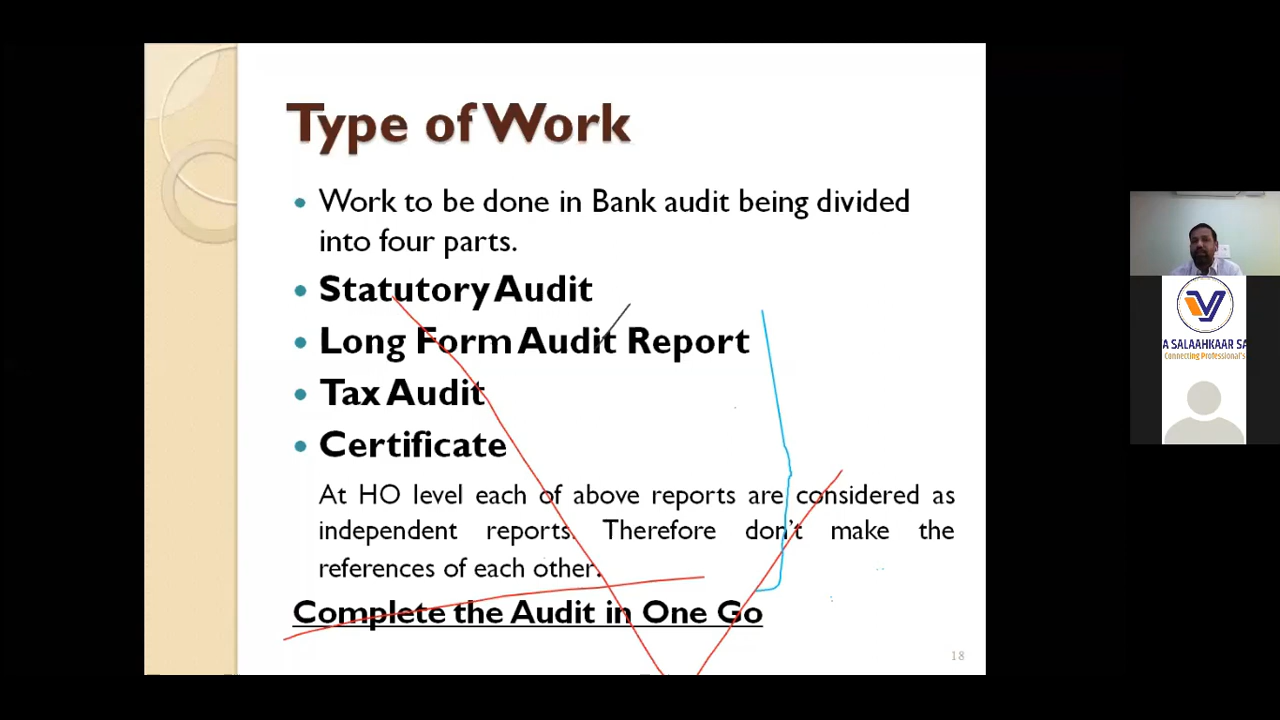 Type of Work
Work to be done in Bank audit being divided
into four parts.
Statutory Audit
Long Form Audit Report
Tax Audit
Certificate
At HO level each of above reports are considered as
independent reports. Therefore don't make the
references of each other.
Complete the Audit in One Go
18
A SALAAHKAAR SA
Connecting Professional's